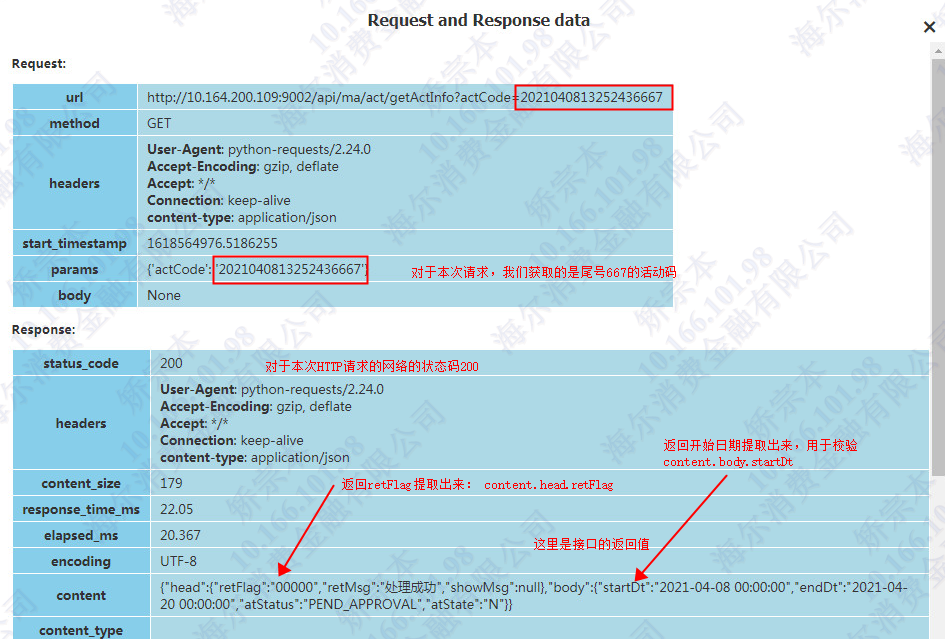 Request and Response data
×
Request:
url http://10.164.200.109:9002/api/ma/act/getActInfo?actCode=2021040813252436667
method GET
headers
User-Agent: python-requests/2.24.0
Accept-Encoding: gzip, deflate
Accept: */*
Connection: keep-alive
content-type: application/json
start_timestamp 1618564976.5186255
params {'actCode': '2021040813252436667'} 对于本次请求，我们获取的是尾号667的活动码
body None
Response:
status_code 200 对于本次HTTP请求的网络的状态码200
headers
User-Agent: python-requests/2.24.0
Accept-Encoding: gzip, deflate
Accept: */*
Connection: keep-alive
content-type: application/json
返回开始日期提取出来，用于校验
content.body.startDt
content_size 179 返回retFlag提取出来： content.head.retFlag
response_time_ms 22.05
elapsed_ms 20.367
这里是接口的返回值
encoding UTF-8
content
{"head":{"retFlag":"00000","retMsg":"处理成功","showMsg":null},"body":{"startDt":"2021-04-08 00:00:00","endDt":"2021-04-
20 00:00:00","atStatus":"PEND_APPROVAL","atState":"N"}}
content_type
海尔消费金融有限公司
10.166.101.98
矫宗本